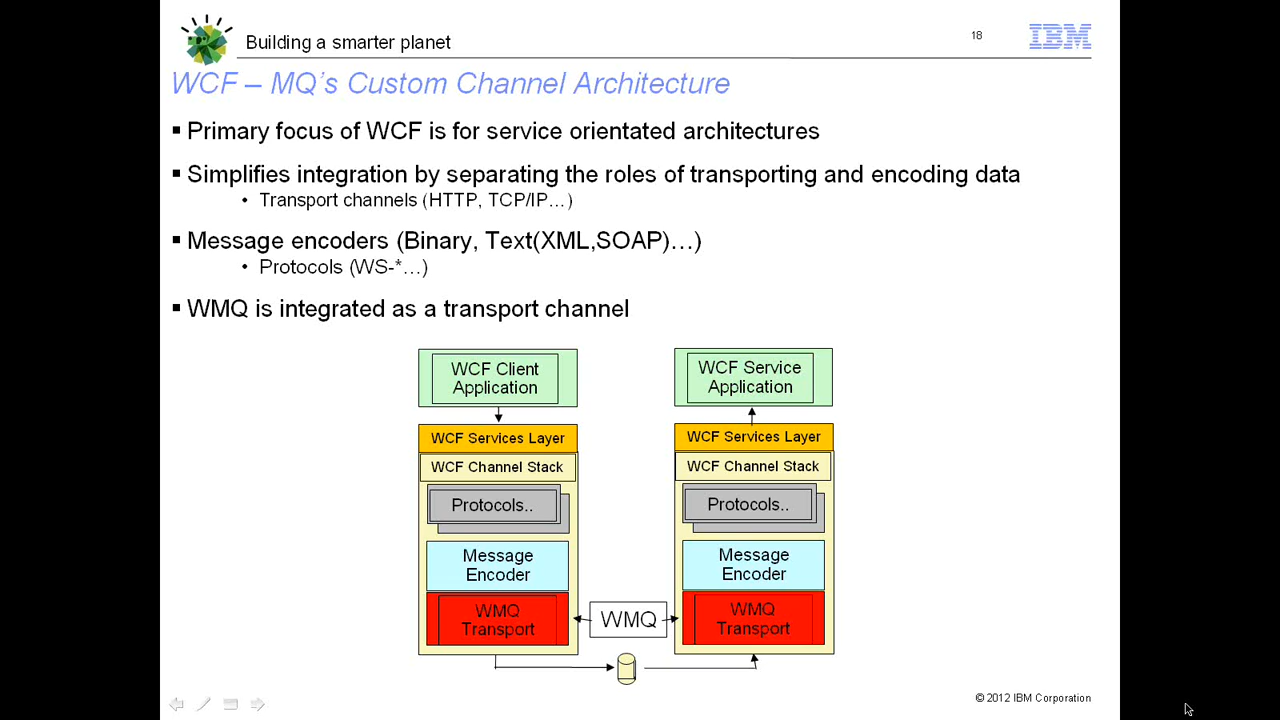 Building a smarter planet
18
IBM
WCF – MQ's Custom Channel Architecture
▪ Primary focus of WCF is for service orientated architectures
▪ Simplifies integration by separating the roles of transporting and encoding data
• Transport channels (HTTP, TCP/IP…)
▪ Message encoders (Binary, Text(XML,SOAP)…)
• Protocols (WS-*…)
▪ WMQ is integrated as a transport channel
WCF Client
Application
WCF Services Layer
WCF Channel Stack
Protocols..
Message
Encoder
WMQ
Transport
WMQ
WCF Service
Application
WCF Services Layer
WCF Channel Stack
Protocols..
Message
Encoder
WMQ
Transport
© 2012 IBM Corporation